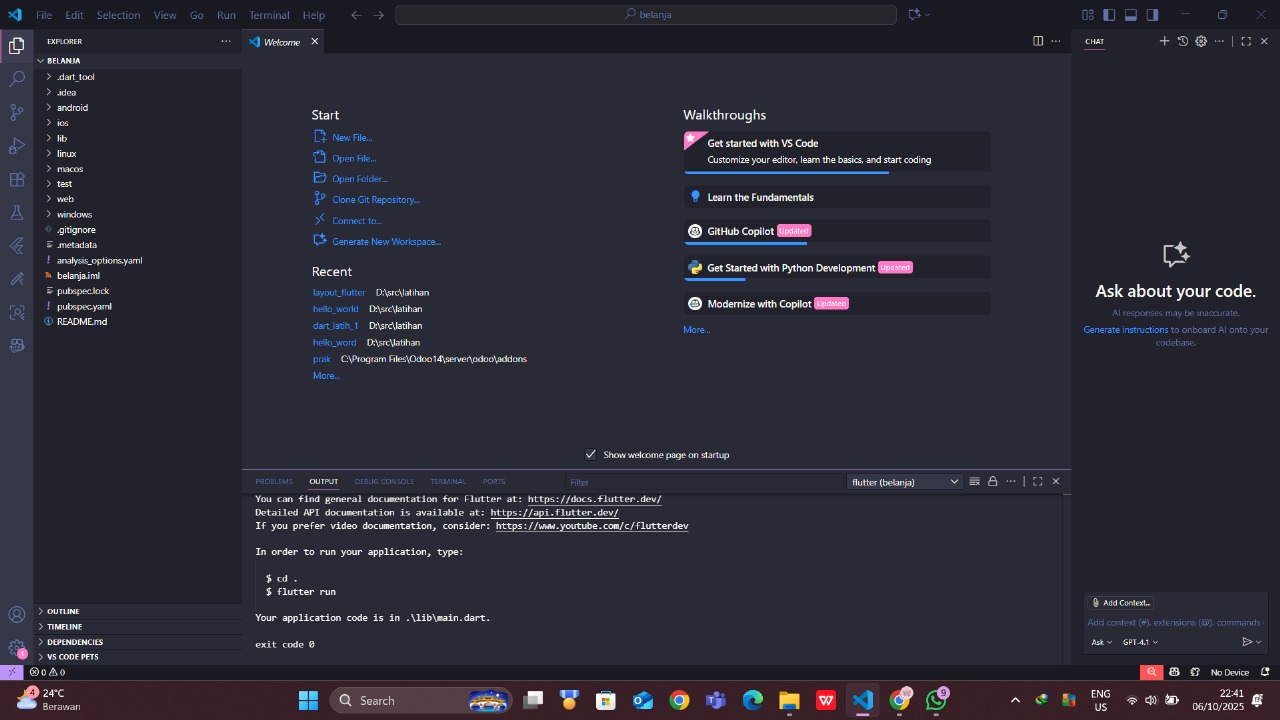 File Edit Selection View Go Run Terminal Help
belanja
EXPLORER
BELANJA
.dart_tool
.idea
android
ios
lib
linux
macos
test
web
windows
.gitignore
.metadata
analysis_options.yaml
belanja.iml
pubspec.lock
pubspec.yaml
README.md
OUTLINE
TIMELINE
DEPENDENCIES
VS CODE PETS
Welcome
Start
New File...
Open File...
Open Folder...
Clone Git Repository...
Connect to...
Generate New Workspace...
Recent
layout_flutter D:\src\latihan
hello_world D:\src\latihan
dart_latih_1 D:\src\latihan
hello_word D:\src\latihan
prak C:\Program Files\Odoo14\server\odoo\addons
More...
Walkthroughs
Get started with VS Code
Customize your editor, learn the basics, and start coding
Learn the Fundamentals
GitHub Copilot Updated
Get Started with Python Development Updated
Modernize with Copilot Updated
More...
Show welcome page on startup
PROBLEMS OUTPUT DEBUG CONSOLE TERMINAL PORTS
Filter
flutter (belanja)
You can find general documentation for Flutter at: https://docs.flutter.dev/
Detailed API documentation is available at: https://api.flutter.dev/
If you prefer video documentation, consider: https://www.youtube.com/c/flutterdev
In order to run your application, type:
$ cd .
$ flutter run
Your application code is in .\lib\main.dart.
exit code 0
CHAT
Ask about your code.
AI responses may be inaccurate.
Generate instructions to onboard AI onto your
codebase.
Add Context...
Add context (#), extensions (@), commands
Ask GPT-4.1
1
0 0
No Device
4
24°C
Berawan
Search
9
ENG
US
22:41
06/10/2025